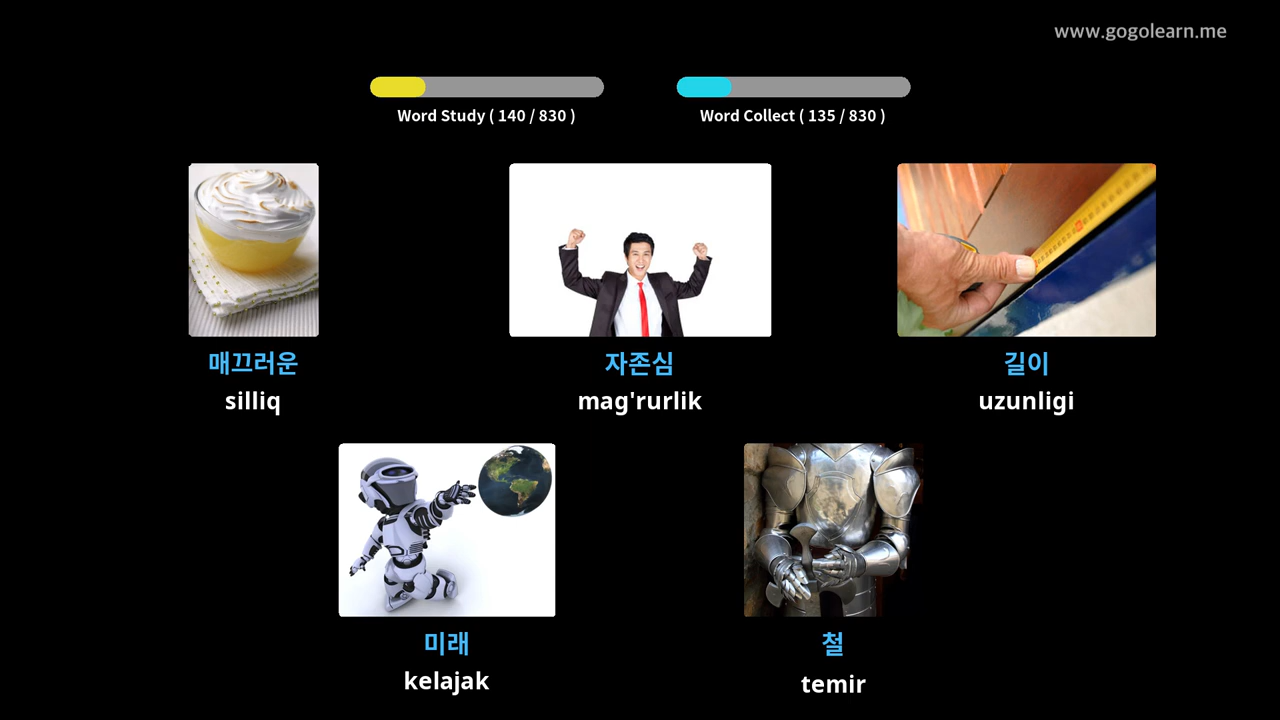 www.gogolearn.me
Word Study ( 140 / 830 )
Word Collect ( 135 / 830 )
매끄러운
silliq
자존심
mag'rurlik
길이
uzunligi
미래
kelajak
철
temir